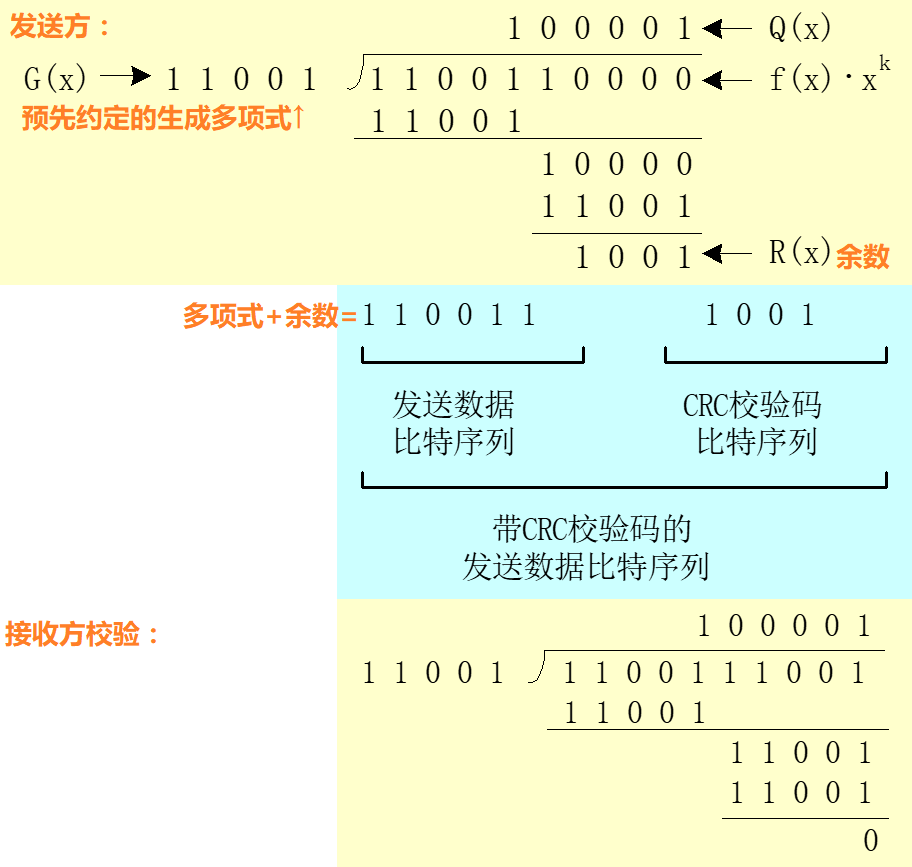 发送方：
1 0 0 0 0 1 Q(x)
G(x) 1 1 0 0 1 1 1 0 0 1 1 0 0 0 0 f(x)·x^k
预先约定的生成多项式↑
1 1 0 0 1
1 0 0 0 0
1 1 0 0 1
1 0 0 1 R(x) 余数
多项式+余数= 1 1 0 0 1 1 1 0 0 1
发送数据 CRC校验码
比特序列 比特序列
带CRC校验码的
发送数据比特序列
接收方校验：
1 0 0 0 0 1
1 1 0 0 1 1 1 0 0 1 1 1 0 0 1
1 1 0 0 1
1 1 0 0 1
1 1 0 0 1
0